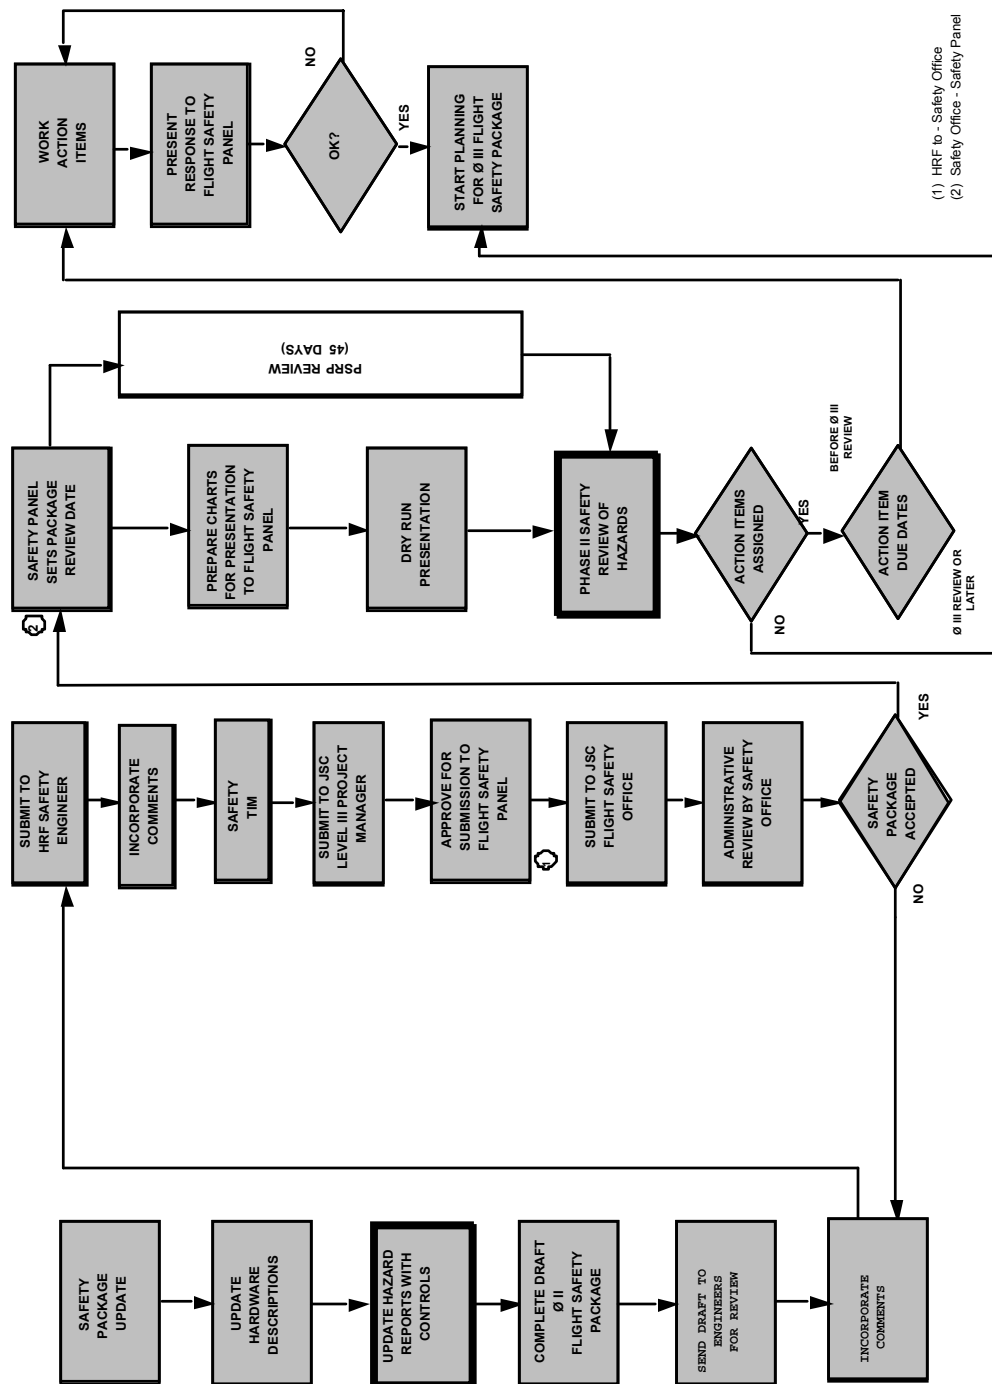 SAFETY
PACKAGE
UPDATE
UPDATE
HARDWARE
DESCRIPTIONS
UPDATE HAZARD
REPORTS WITH
CONTROLS
COMPLETE DRAFT
Ø II
FLIGHT SAFETY
PACKAGE
SEND DRAFT TO
ENGINEERS
FOR REVIEW
INCORPORATE
COMMENTS
SUBMIT TO
HRF SAFETY
ENGINEER
INCORPORATE
COMMENTS
SAFETY
TIM
SUBMIT TO JSC
LEVEL III PROJECT
MANAGER
APPROVE FOR
SUBMISSION TO
FLIGHT SAFETY
PANEL
1
SUBMIT TO JSC
FLIGHT SAFETY
OFFICE
ADMINISTRATIVE
REVIEW BY SAFETY
OFFICE
SAFETY
PACKAGE
ACCEPTED
NO
YES
2
SAFETY PANEL
SETS PACKAGE
REVIEW DATE
PREPARE CHARTS
FOR PRESENTATION
TO FLIGHT SAFETY
PANEL
DRY RUN
PRESENTATION
PSRP REVIEW
(45 DAYS)
PHASE II SAFETY
REVIEW OF
HAZARDS
ACTION ITEMS
ASSIGNED
NO
YES
ACTION ITEM
DUE DATES
BEFORE Ø III
REVIEW
Ø III REVIEW OR
LATER
WORK
ACTION
ITEMS
PRESENT
RESPONSE TO
FLIGHT SAFETY
PANEL
OK?
NO
YES
START PLANNING
FOR Ø III FLIGHT
SAFETY PACKAGE
(1) HRF to - Safety Office
(2) Safety Office - Safety Panel